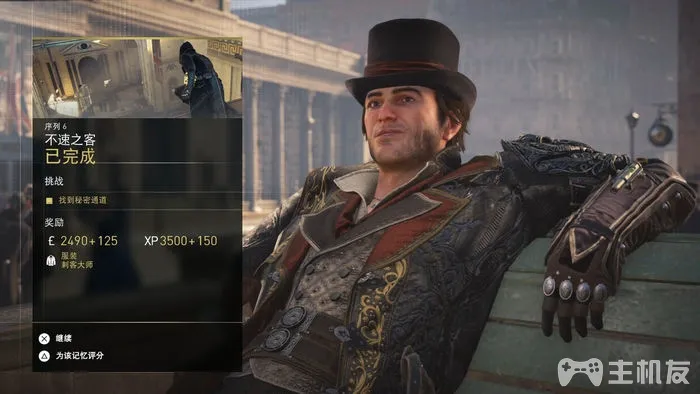 序列 6
不速之客
已完成
挑战
找到秘密通道
奖励
£ 2490+125 XP 3500+150
服装
刺客大师
继续
为该记忆评分
主机友